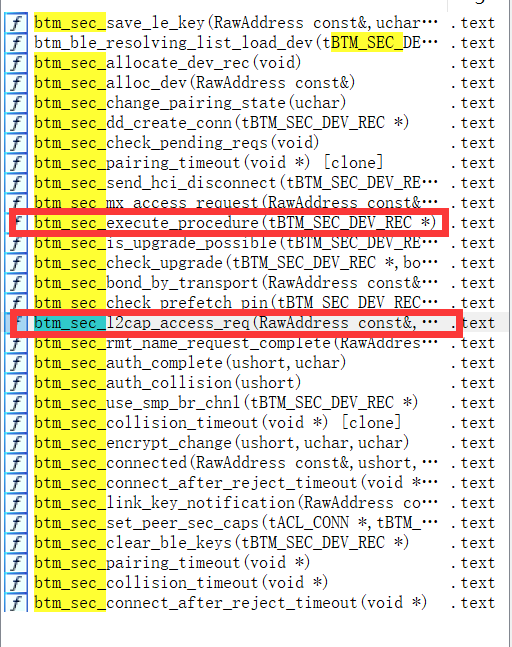 f btm_sec_save_le_key(RawAddress const&,uchar… .text
f btm_ble_resolving_list_load_dev(tBTM_SEC_DE… .text
f btm_sec_allocate_dev_rec(void) .text
f btm_sec_alloc_dev(RawAddress const&) .text
f btm_sec_change_pairing_state(uchar) .text
f btm_sec_dd_create_conn(tBTM_SEC_DEV_REC *) .text
f btm_sec_check_pending_reqs(void) .text
f btm_sec_pairing_timeout(void *) [clone] .text
f btm_sec_send_hci_disconnect(tBTM_SEC_DEV_RE… .text
f btm_sec_mx_access_request(RawAddress const&… .text
f btm_sec_execute_procedure(tBTM_SEC_DEV_REC *) .text
f btm_sec_is_upgrade_possible(tBTM_SEC_DEV_RE… .text
f btm_sec_check_upgrade(tBTM_SEC_DEV_REC *,bo… .text
f btm_sec_bond_by_transport(RawAddress const&… .text
f btm_sec_check_prefetch_pin(tBTM_SEC_DEV_REC… .text
f btm_sec_l2cap_access_req(RawAddress const&,… .text
f btm_sec_rmt_name_request_complete(RawAddres… .text
f btm_sec_auth_complete(ushort,uchar) .text
f btm_sec_auth_collision(ushort) .text
f btm_sec_use_smp_br_chnl(tBTM_SEC_DEV_REC *) .text
f btm_sec_collision_timeout(void *) [clone] .text
f btm_sec_encrypt_change(ushort,uchar,uchar) .text
f btm_sec_connected(RawAddress const&,ushort,… .text
f btm_sec_connect_after_reject_timeout(void *… .text
f btm_sec_link_key_notification(RawAddress co… .text
f btm_sec_set_peer_sec_caps(tACL_CONN *,tBTM_… .text
f btm_sec_clear_ble_keys(tBTM_SEC_DEV_REC *) .text
f btm_sec_pairing_timeout(void *) .text
f btm_sec_collision_timeout(void *) .text
f btm_sec_connect_after_reject_timeout(void *) .text